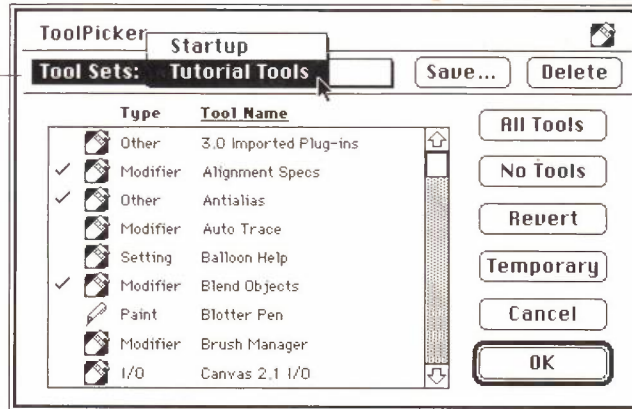 ToolPicker
Startup
Tool Sets: Tutorial Tools
Save... Delete
Type Tool Name
Other 3.0 Imported Plug-ins
Modifier Alignment Specs
Other Antialias
Modifier Auto Trace
Setting Balloon Help
Modifier Blend Objects
Paint Blotter Pen
Modifier Brush Manager
I/O Canvas 2.1 I/O
All Tools
No Tools
Revert
Temporary
Cancel
OK